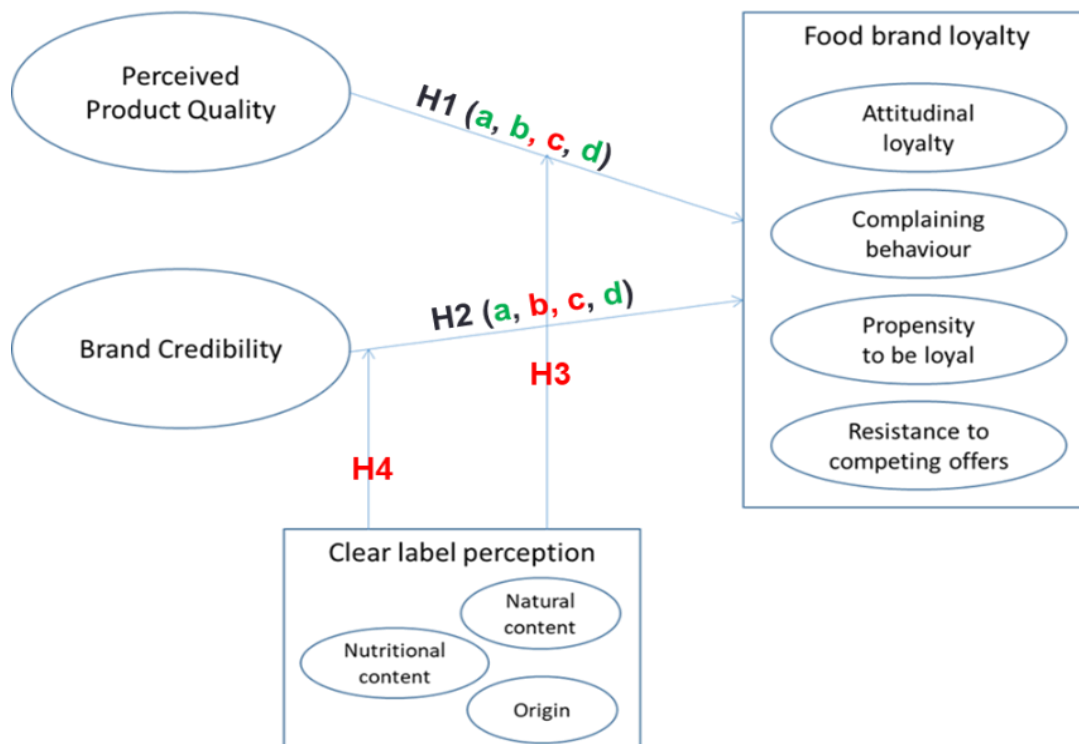 Perceived
Product Quality
H1 (a, b, c, d)
Food brand loyalty
Attitudinal
loyalty
Complaining
behaviour
Propensity
to be loyal
Resistance to
competing offers
Brand Credibility
H2 (a, b, c, d)
H3
H4
Clear label perception
Natural
content
Nutritional
content
Origin